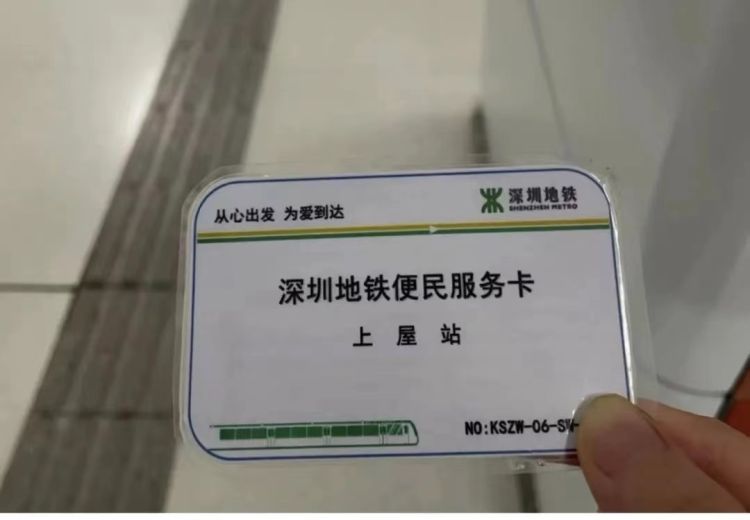 从心出发 为爱到达
深圳地铁
SHENZHEN METRO
深圳地铁便民服务卡
上屋站
NO:KSZW-06-SW-